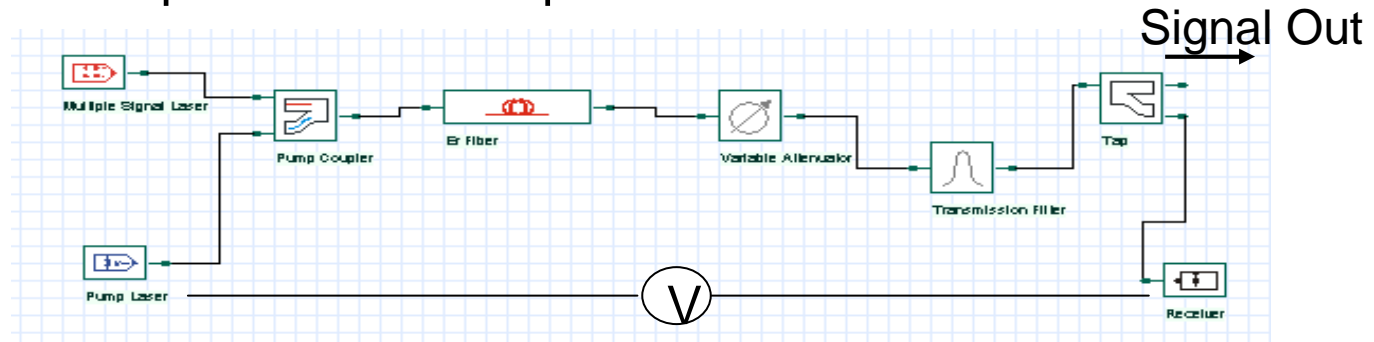 Signal Out
Multiple Signal Laser
Pump Coupler
Er Fiber
Variable Attenuator
Tap
Transmission Filter
Pump Laser
V
Receiver